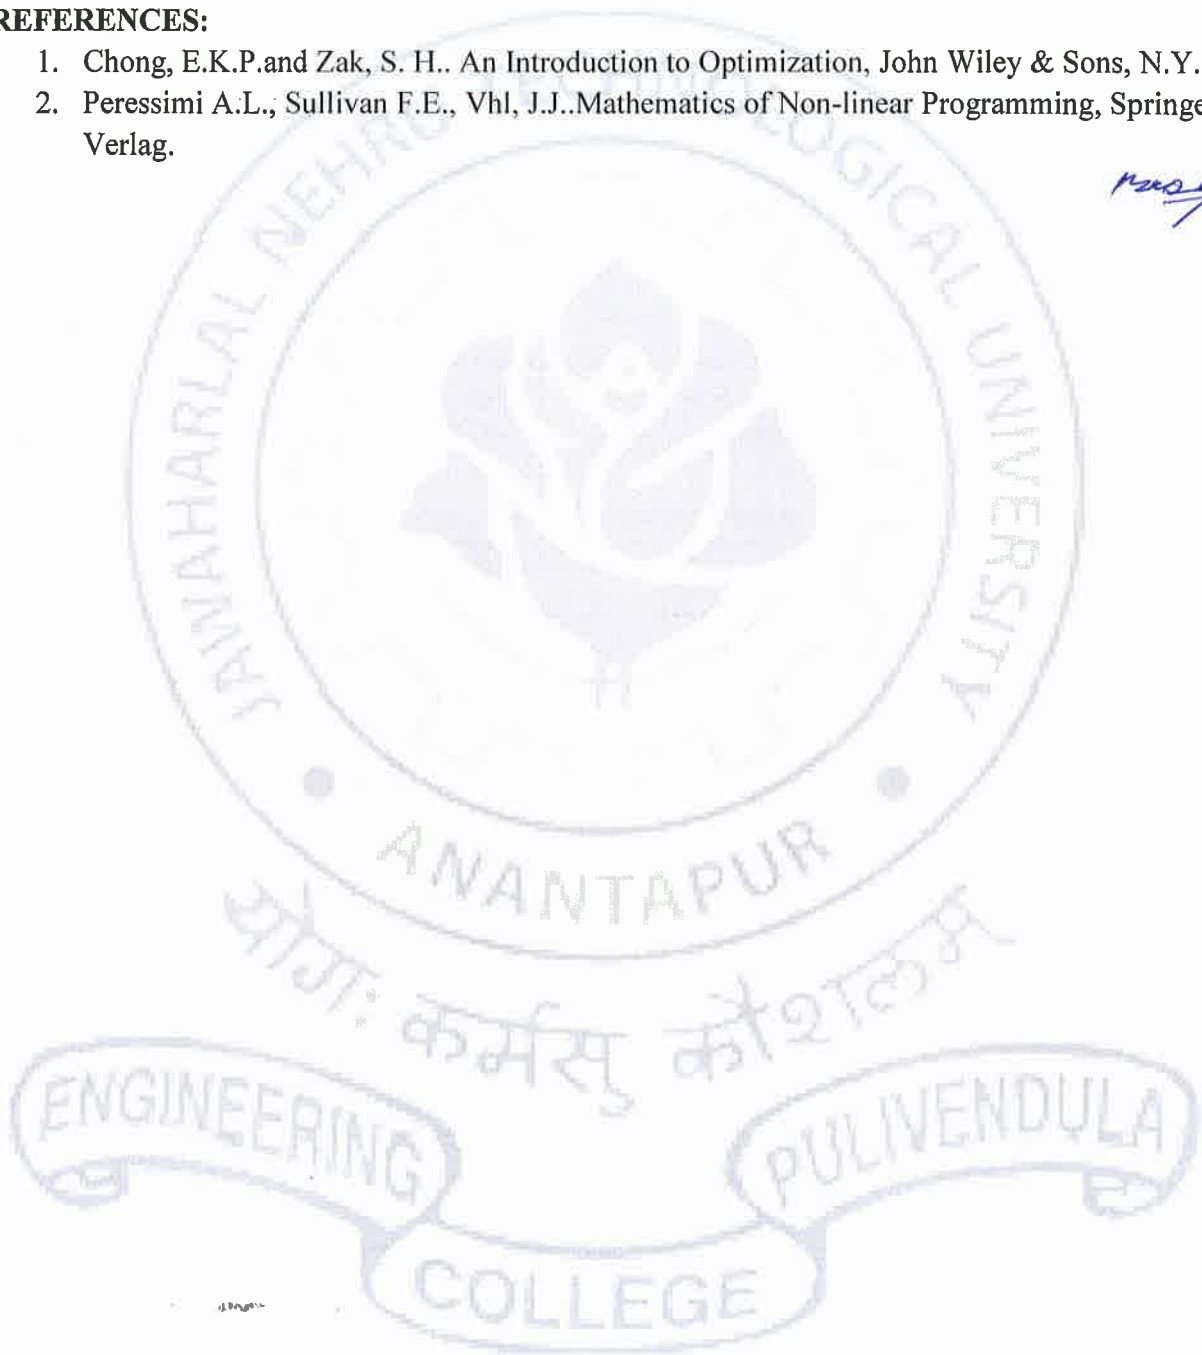 REFERENCES:
1. Chong, E.K.P.and Zak, S. H.. An Introduction to Optimization, John Wiley & Sons, N.Y.
2. Peressimi A.L., Sullivan F.E., Vhl, J.J..Mathematics of Non-linear Programming, Springe
Verlag.
JAWAHARLAL NEHRU TECHNOLOGICAL UNIVERSITY
ANANTAPUR
योगः कर्मसु कौशलम्
ENGINEERING
COLLEGE
PULIVENDULA